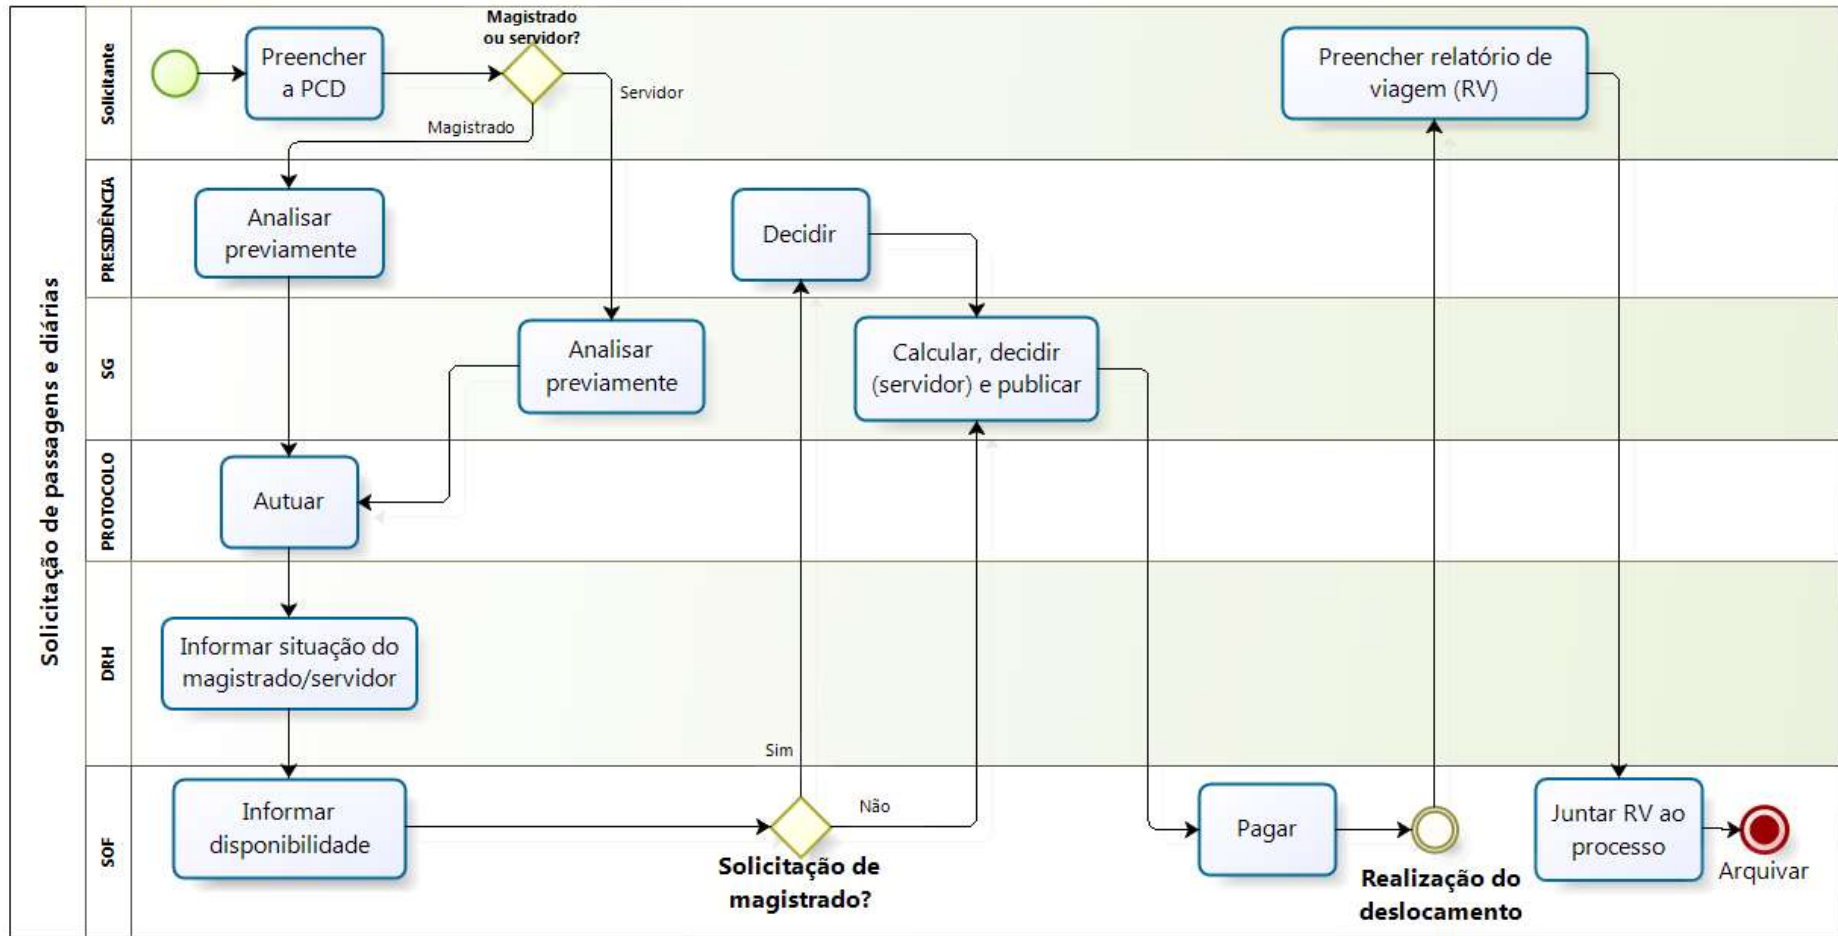 Solicitação de passagens e diárias
Solicitante
Preencher
a PCD
Magistrado
ou servidor?
Servidor
Magistrado
Preencher relatório de
viagem (RV)
PRESIDÊNCIA
Analisar
previamente
Decidir
SG
Analisar
previamente
Calcular, decidir
(servidor) e publicar
PROTOCOLO
Autuar
DRH
Informar situação do
magistrado/servidor
Sim
SOF
Informar
disponibilidade
Não
Solicitação de
magistrado?
Pagar
Realização do
deslocamento
Juntar RV ao
processo
Arquivar